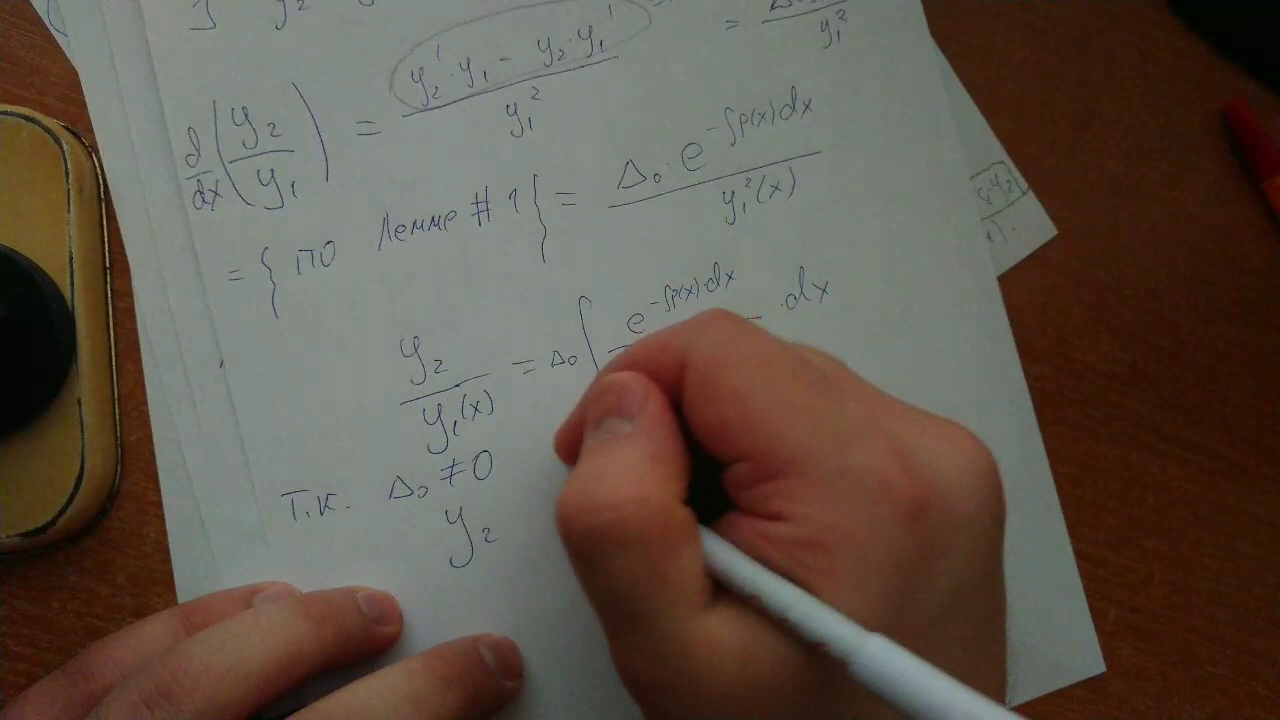 y₂
d/dx (y₂/y₁) = (y₂'·y₁ - y₂·y₁')/y₁² = /y₁²
= { по Лемме # 1 } = Δ₀·e^(-∫p(x)dx)/y₁²(x)
y₂/y₁(x) = Δ₀ ∫ e^(-∫p(x)·dx) ·dx
Т.к. Δ₀ ≠ 0
y₂